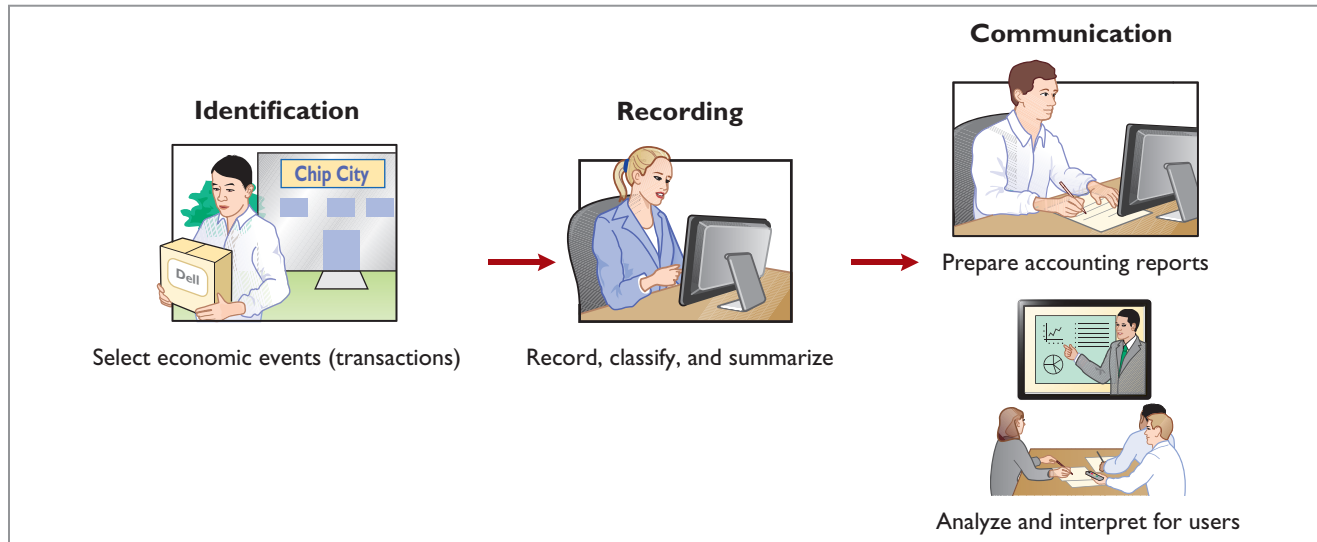 Identification
Chip City
Dell
Select economic events (transactions)
Recording
Record, classify, and summarize
Communication
Prepare accounting reports
Analyze and interpret for users